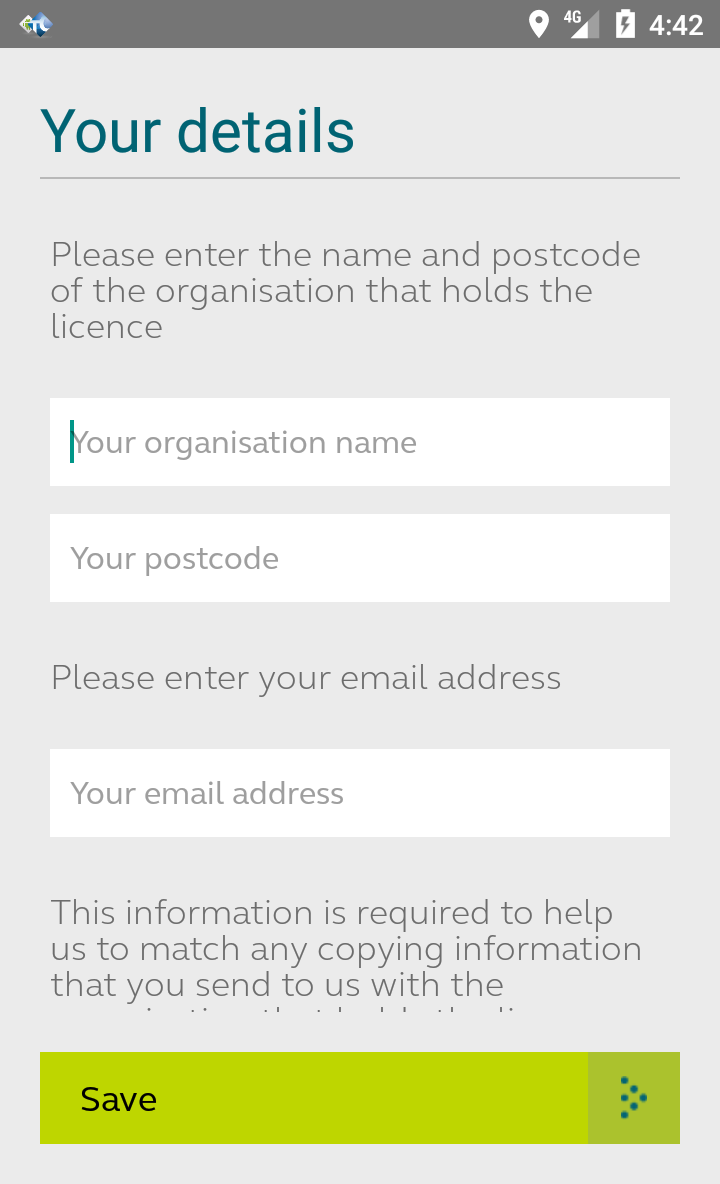 4G 4:42
Your details
Please enter the name and postcode
of the organisation that holds the
licence
Your organisation name
Your postcode
Please enter your email address
Your email address
This information is required to help
us to match any copying information
that you send to us with the
Save